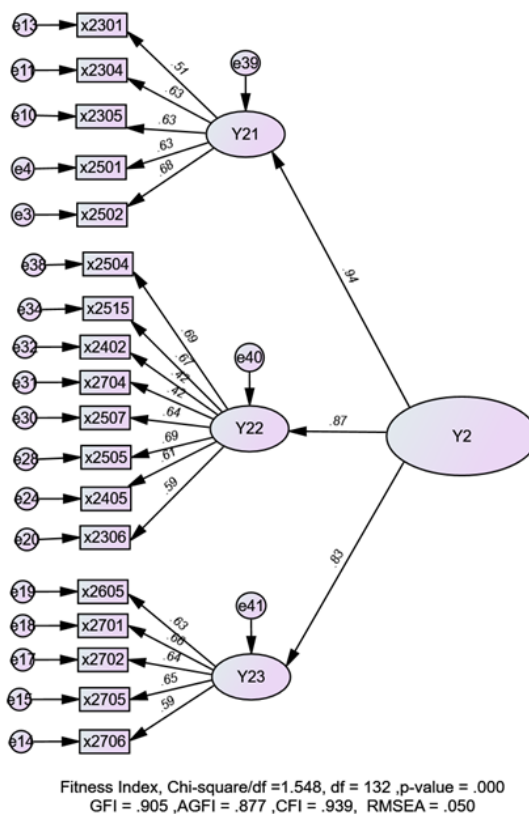 e13 x2301
e39
e11 x2304
.51
.63
e10 x2305
.63
Y21
e4 x2501
.63
.68
e3 x2502
e38 x2504
.94
e34 x2515
.69
.67
e32 x2402
.42
e40
e31 x2704
.42
e30 x2507
.64
Y22
.87
Y2
e28 x2505
.69
.61
e24 x2405
.59
e20 x2306
.83
e19 x2605
e41
.63
e18 x2701
.66
e17 x2702
.64
Y23
e15 x2705
.65
.59
e14 x2706
Fitness Index, Chi-square/df =1.548, df = 132 ,p-value = .000
GFI = .905 ,AGFI = .877 ,CFI = .939, RMSEA = .050